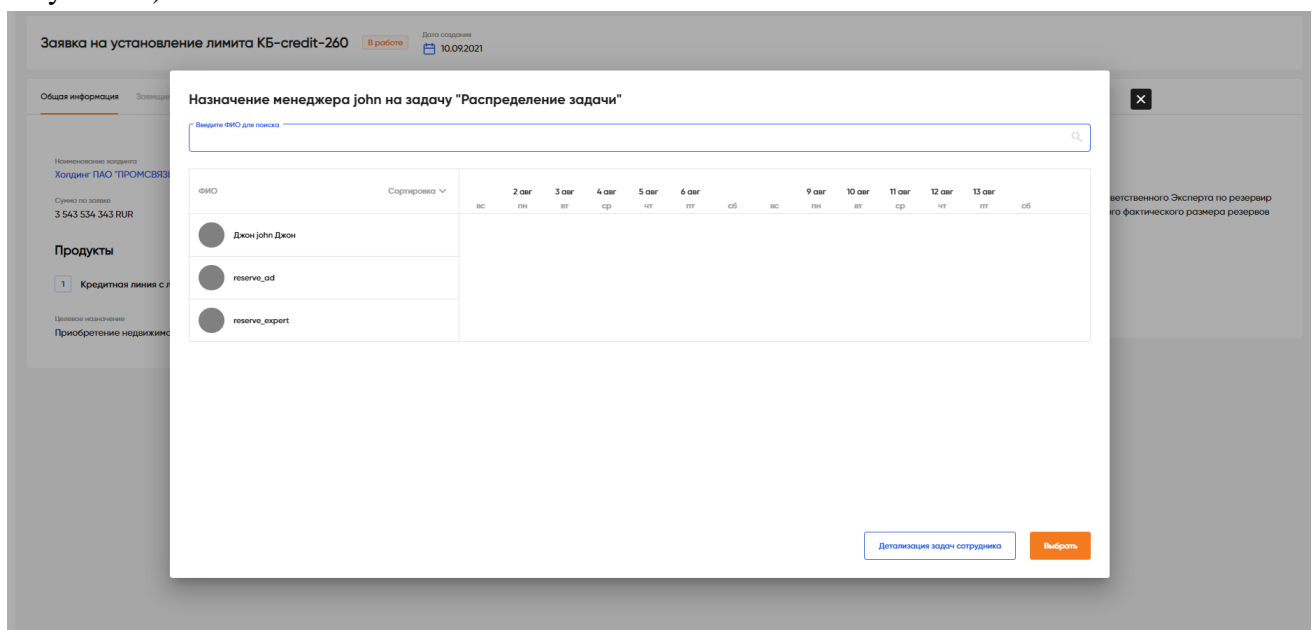 Заявка на установление лимита КБ-credit-260 В работе
Дата создания
10.09.2021
Общая информация
Назначение менеджера john на задачу "Распределение задачи"
Введите ФИО для поиска
Наименование холдинга
Холдинг ПАО "ПРОМСВЯЗЬ
Сумма по заявке
3 543 534 343 RUR
Продукты
1 Кредитная линия с л
Целевое назначение
Приобретение недвижимо
ФИО Сортировка
2 авг 3 авг 4 авг 5 авг 6 авг 9 авг 10 авг 11 авг 12 авг 13 авг
вс пн вт ср чт пт сб вс пн вт ср чт пт сб
Джон john Джон
reserve_ad
reserve_expert
ветственного Эксперта по резервир
го фактического размера резервов
Детализация задач сотрудника
Выбрать